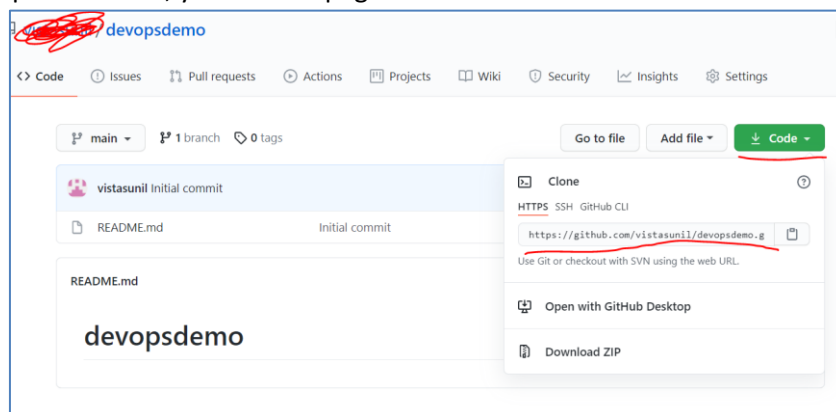 / devopsdemo
Code Issues Pull requests Actions Projects Wiki Security Insights Settings
main 1 branch 0 tags Go to file Add file Code
vistasunil Initial commit
README.md Initial commit
Clone
HTTPS SSH GitHub CLI
https://github.com/vistasunil/devopsdemo.g
Use Git or checkout with SVN using the web URL.
Open with GitHub Desktop
Download ZIP
README.md
devopsdemo